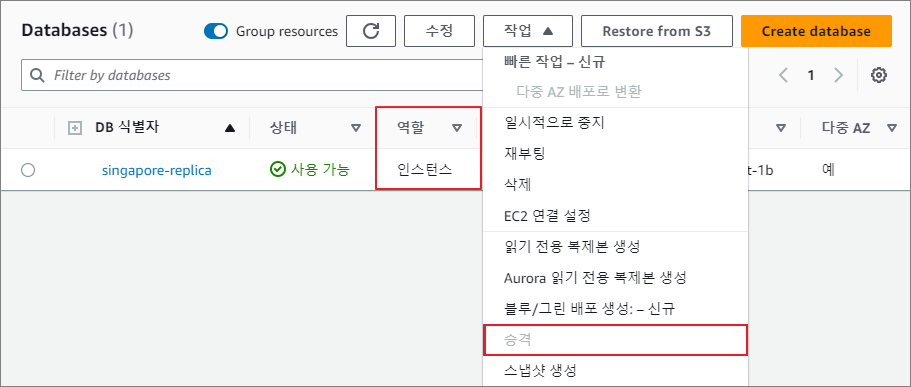 Databases (1) Group resources 수정 작업 Restore from S3 Create database
빠른 작업 – 신규
Filter by databases 1
다중 AZ 배포로 변환
DB 식별자 상태 역할 다중 AZ
일시적으로 중지
재부팅
singapore-replica 사용 가능 인스턴스 t-1b 예
삭제
EC2 연결 설정
읽기 전용 복제본 생성
Aurora 읽기 전용 복제본 생성
블루/그린 배포 생성: – 신규
승격
스냅샷 생성